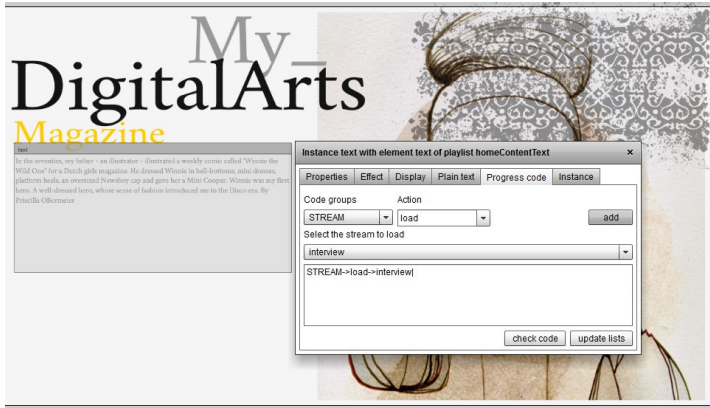 My_
DigitalArts
Magazine
text
In the seventies, my father - an illustrator - illustrated a weekly comic called "Winnie the
Wild One" for a Dutch girls magazine. He dressed Winnie in bell-bottoms, mini dresses,
platform heels, an oversized Newsboy cap and gave her a Mini Cooper. Winnie was my first
hero. A well-dressed hero, whose sense of fashion introduced me to the Disco era. By
Priscilla Offermeier
Instance text with element text of playlist homeContentText ×
Properties Effect Display Plain text Progress code Instance
Code groups Action
STREAM load add
Select the stream to load
interview
STREAM->load->interview
check code update lists